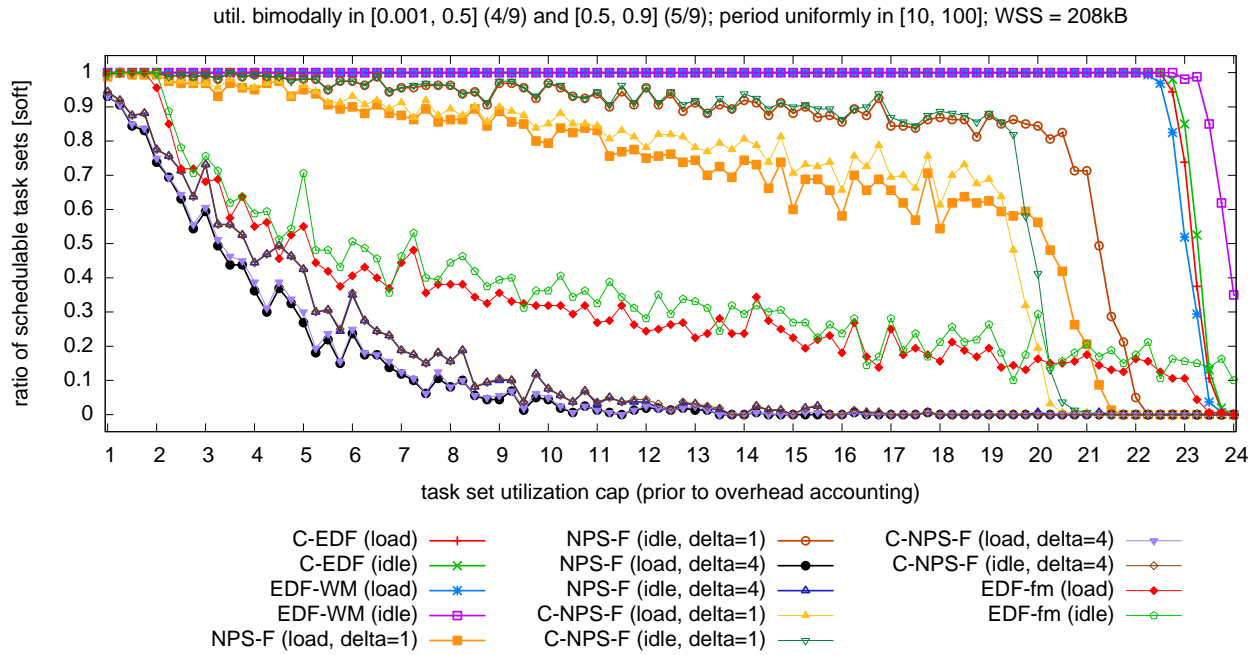 util. bimodally in [0.001, 0.5] (4/9) and [0.5, 0.9] (5/9); period uniformly in [10, 100]; WSS = 208kB
ratio of schedulable task sets [soft]
1
0.9
0.8
0.7
0.6
0.5
0.4
0.3
0.2
0.1
0
1 2 3 4 5 6 7 8 9 10 11 12 13 14 15 16 17 18 19 20 21 22 23 24
task set utilization cap (prior to overhead accounting)
C-EDF (load)
C-EDF (idle)
EDF-WM (load)
EDF-WM (idle)
NPS-F (load, delta=1)
NPS-F (idle, delta=1)
NPS-F (load, delta=4)
NPS-F (idle, delta=4)
C-NPS-F (load, delta=1)
C-NPS-F (idle, delta=1)
C-NPS-F (load, delta=4)
C-NPS-F (idle, delta=4)
EDF-fm (load)
EDF-fm (idle)